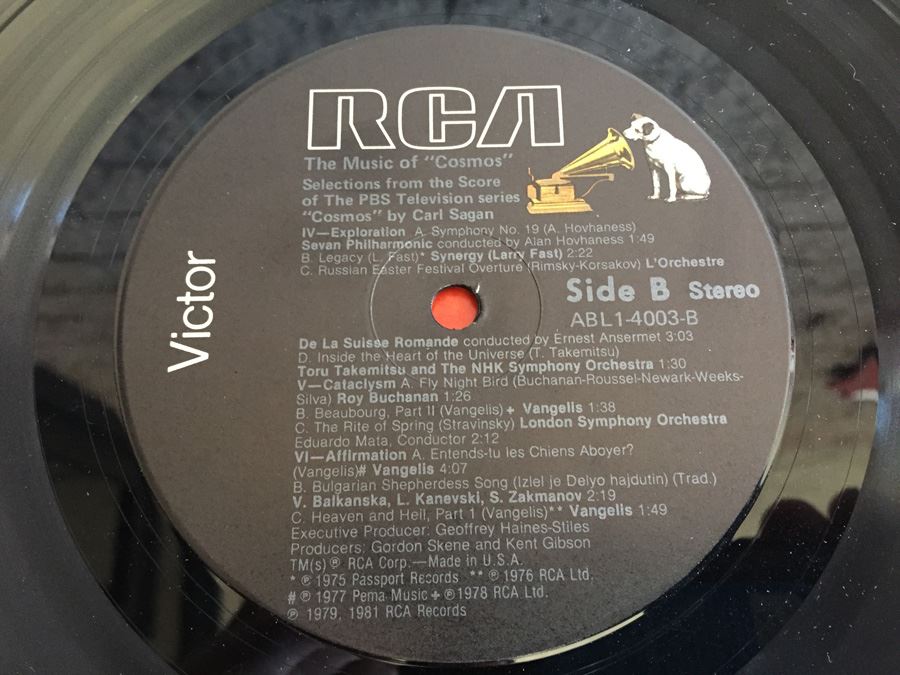 RCA
The Music of “Cosmos”
Selections from the Score
of The PBS Television series
“Cosmos” by Carl Sagan
IV—Exploration A. Symphony No. 19 (A. Hovhaness)
Sevan Philharmonic conducted by Alan Hovhaness 1:49
B. Legacy (L. Fast)* Synergy (Larry Fast) 2:22
C. Russian Easter Festival Overture (Rimsky-Korsakov) L'Orchestre
Victor
Side B Stereo
ABL1-4003-B
De La Suisse Romande conducted by Ernest Ansermet 3:03
D. Inside the Heart of the Universe (T. Takemitsu)
Toru Takemitsu and The NHK Symphony Orchestra 1:30
V—Cataclysm A. Fly Night Bird (Buchanan-Roussel-Newark-Weeks-
Silva) Roy Buchanan 1:26
B. Beaubourg, Part II (Vangelis)+ Vangelis 1:38
C. The Rite of Spring (Stravinsky) London Symphony Orchestra
Eduardo Mata, Conductor 2:12
VI—Affirmation A. Entends-tu les Chiens Aboyer?
(Vangelis)# Vangelis 4:07
B. Bulgarian Shepherdess Song (Izlel je Delyo hajdutin) (Trad.)
V. Balkanska, L. Kanevski, S. Zakmanov 2:19
C. Heaven and Hell, Part 1 (Vangelis)** Vangelis 1:49
Executive Producer: Geoffrey Haines-Stiles
Producers: Gordon Skene and Kent Gibson
TM(s) ® RCA Corp.—Made in U.S.A.
* ℗ 1975 Passport Records ** ℗ 1976 RCA Ltd.
# ℗ 1977 Pema Music + ℗1978 RCA Ltd.
℗ 1979, 1981 RCA Records